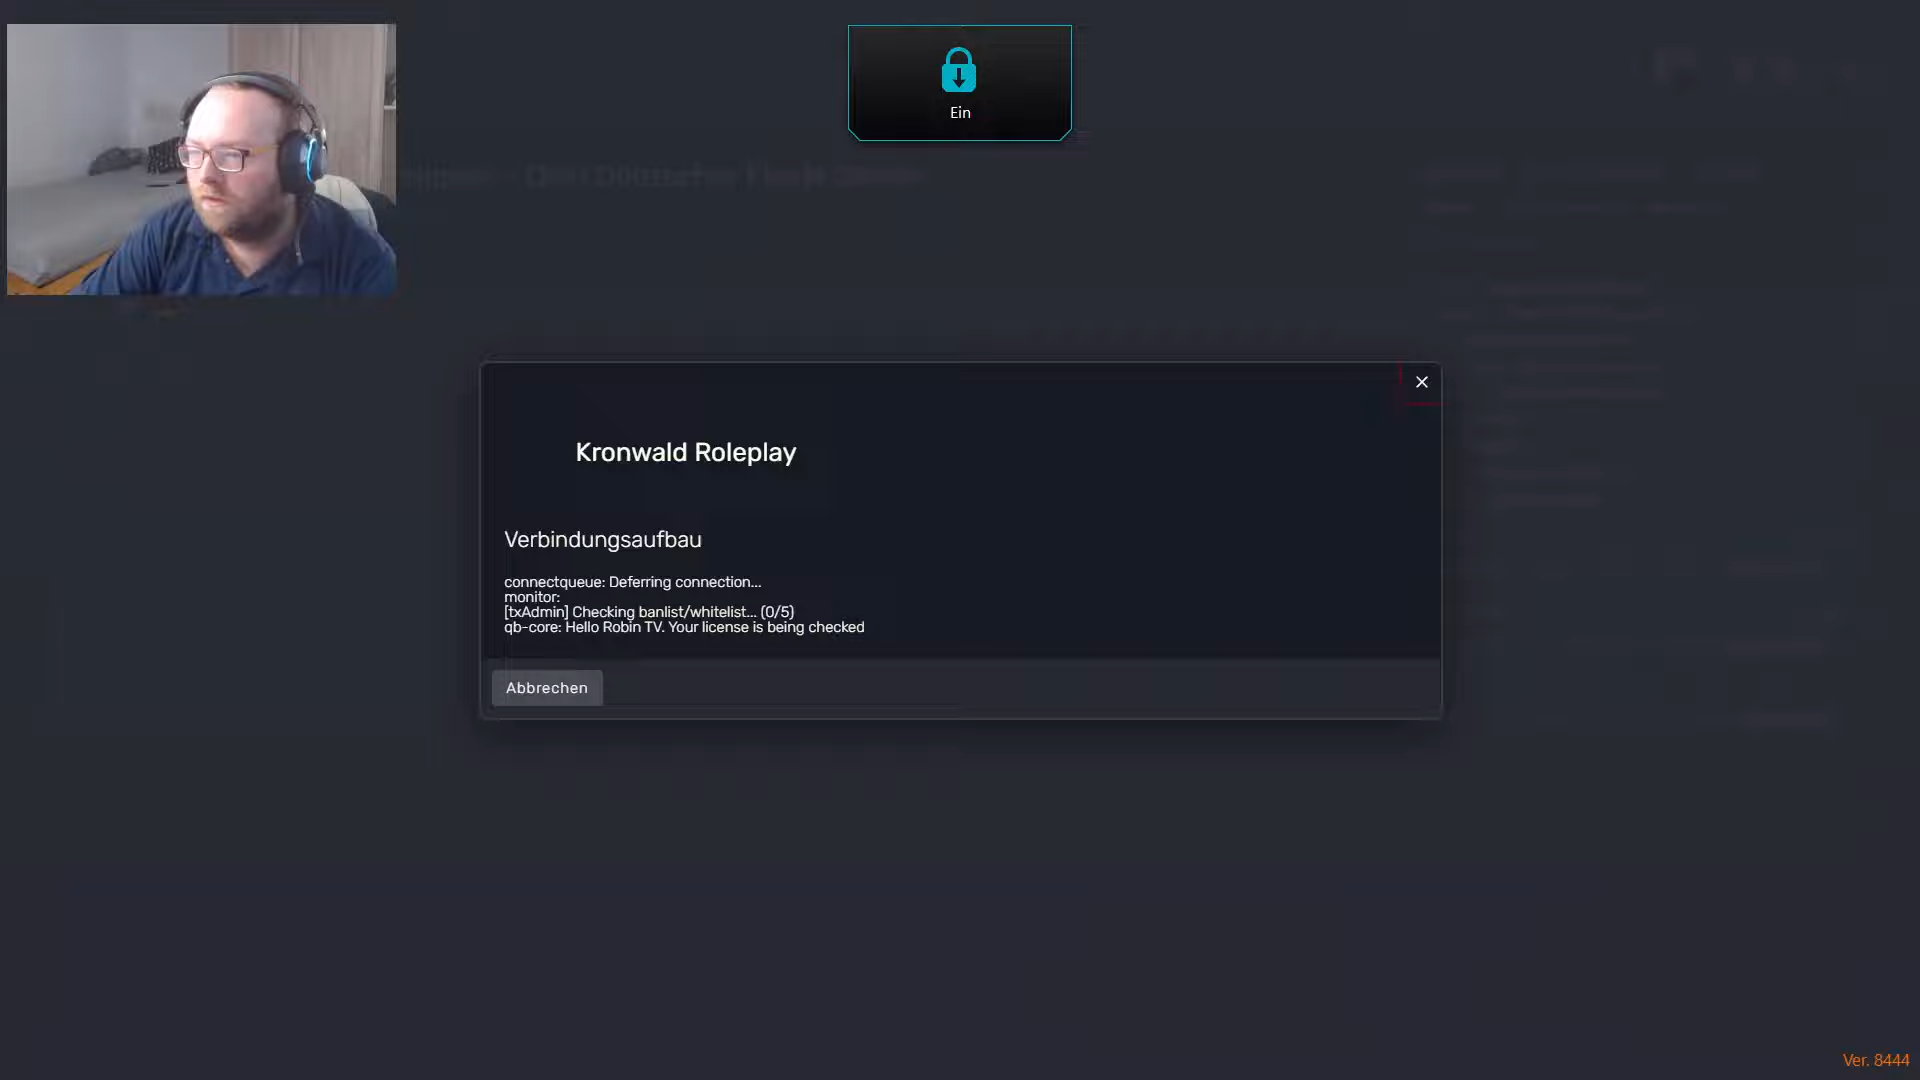 Ein
Kronwald Roleplay
Verbindungsaufbau
connectqueue: Deferring connection...
monitor:
[txAdmin] Checking banlist/whitelist... (0/5)
qb-core: Hello Robin TV. Your license is being checked
Abbrechen
Ver. 8444